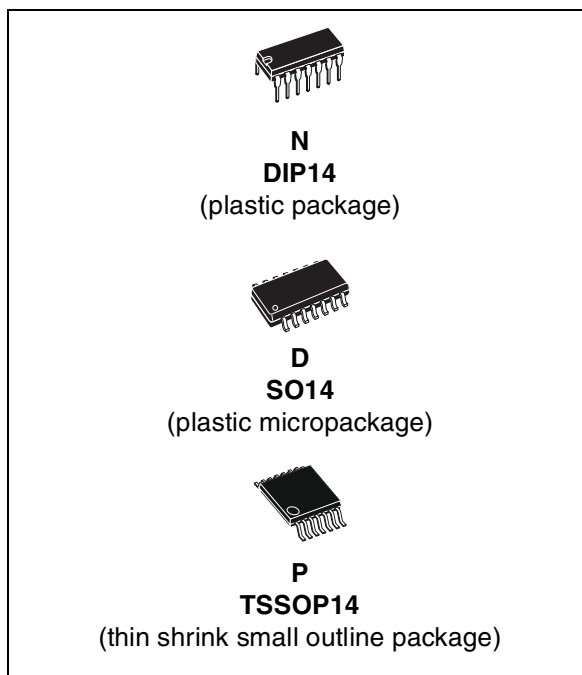 N
DIP14
(plastic package)
D
SO14
(plastic micropackage)
P
TSSOP14
(thin shrink small outline package)